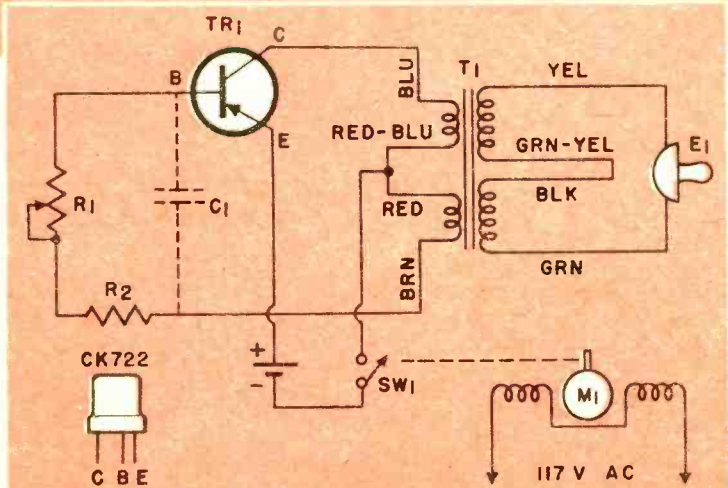 TR1
C
B
E
BLU
T1
YEL
RED-BLU
GRN-YEL
E1
R1
C1
RED
BLK
GRN
R2
BRN
CK722
+
-
SW1
M1
C B E
117 V AC